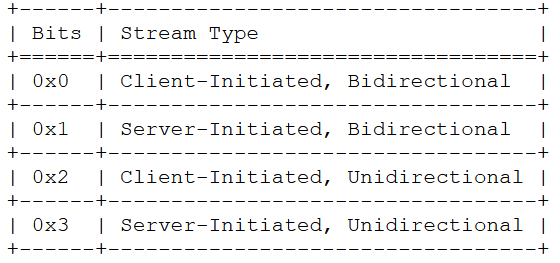 +------+----------------------------------+
| Bits | Stream Type                      |
+======+==================================+
| 0x0  | Client-Initiated, Bidirectional  |
+------+----------------------------------+
| 0x1  | Server-Initiated, Bidirectional  |
+------+----------------------------------+
| 0x2  | Client-Initiated, Unidirectional |
+------+----------------------------------+
| 0x3  | Server-Initiated, Unidirectional |
+------+----------------------------------+